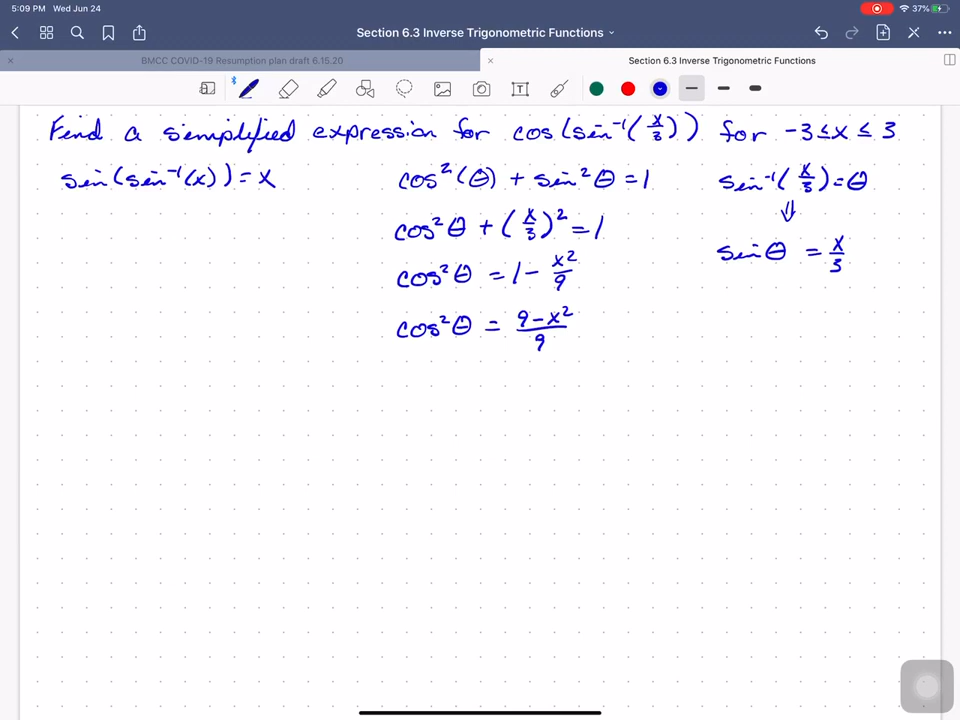 5:09 PM Wed Jun 24 37%
Section 6.3 Inverse Trigonometric Functions
BMCC COVID-19 Resumption plan draft 6.15.20 Section 6.3 Inverse Trigonometric Functions
Find a simplified expression for cos(sin⁻¹(x/3)) for -3 ≤ x ≤ 3
sin(sin⁻¹(x)) = x
cos²(θ) + sin²θ = 1
cos²θ + (x/3)² = 1
cos²θ = 1 - x²/9
cos²θ = (9-x²)/9
sin⁻¹(x/3) = θ
⇓
sin θ = x/3